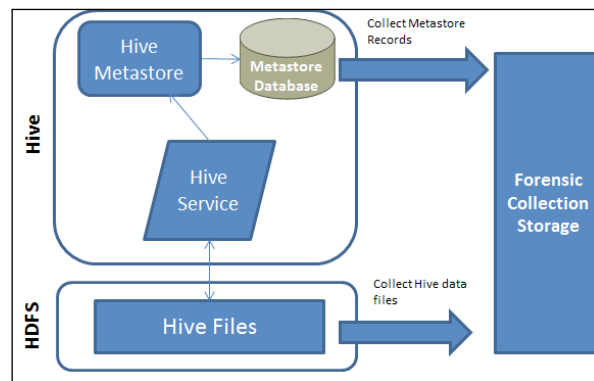 Hive
Metastore
Metastore
Database
Collect Metastore
Records
Hive
Hive
Service
Forensic
Collection
Storage
Collect Hive data
files
HDFS
Hive Files